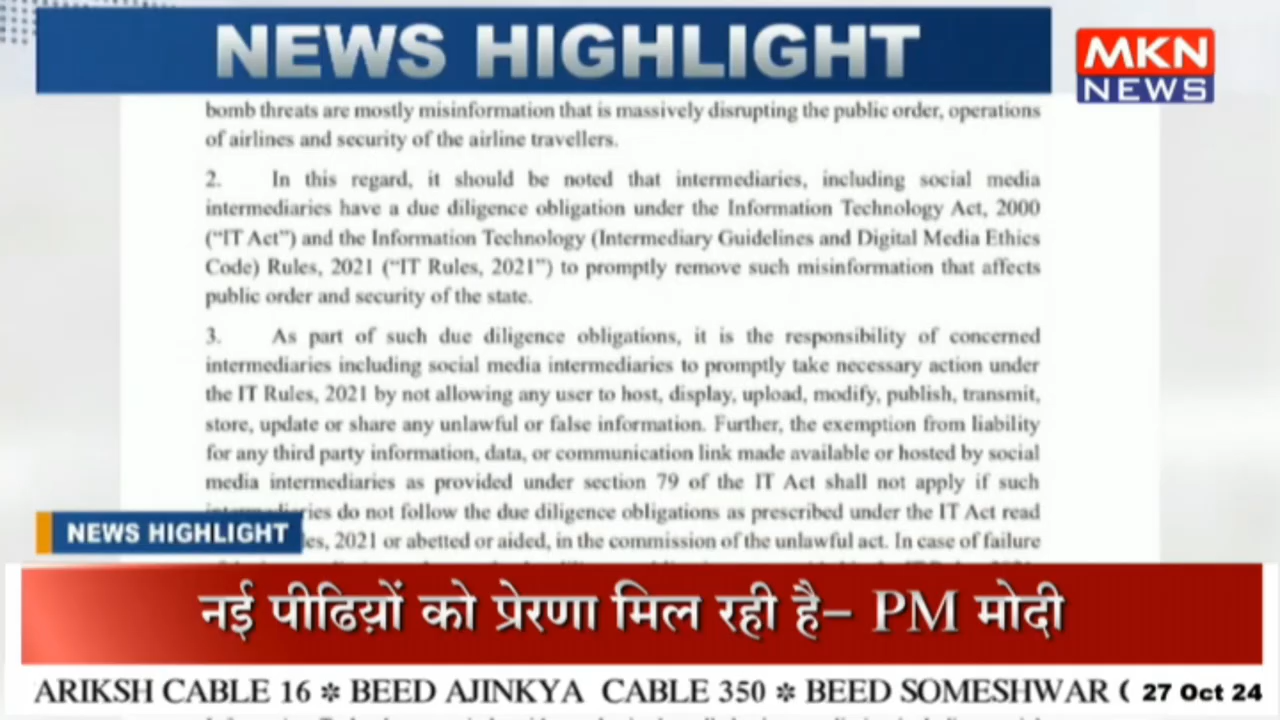 NEWS HIGHLIGHT
MKN
NEWS
bomb threats are mostly misinformation that is massively disrupting the public order, operations
of airlines and security of the airline travellers.
2. In this regard, it should be noted that intermediaries, including social media
intermediaries have a due diligence obligation under the Information Technology Act, 2000
(“IT Act”) and the Information Technology (Intermediary Guidelines and Digital Media Ethics
Code) Rules, 2021 (“IT Rules, 2021”) to promptly remove such misinformation that affects
public order and security of the state.
3. As part of such due diligence obligations, it is the responsibility of concerned
intermediaries including social media intermediaries to promptly take necessary action under
the IT Rules, 2021 by not allowing any user to host, display, upload, modify, publish, transmit,
store, update or share any unlawful or false information. Further, the exemption from liability
for any third party information, data, or communication link made available or hosted by social
media intermediaries as provided under section 79 of the IT Act shall not apply if such
do not follow the due diligence obligations as prescribed under the IT Act read
2021 or abetted or aided, in the commission of the unlawful act. In case of failure
NEWS HIGHLIGHT
नई पीढिय़ों को प्रेरणा मिल रही है– PM मोदी
ARIKSH CABLE 16 ✲ BEED AJINKYA CABLE 350 ✲ BEED SOMESHWAR (
27 Oct 24